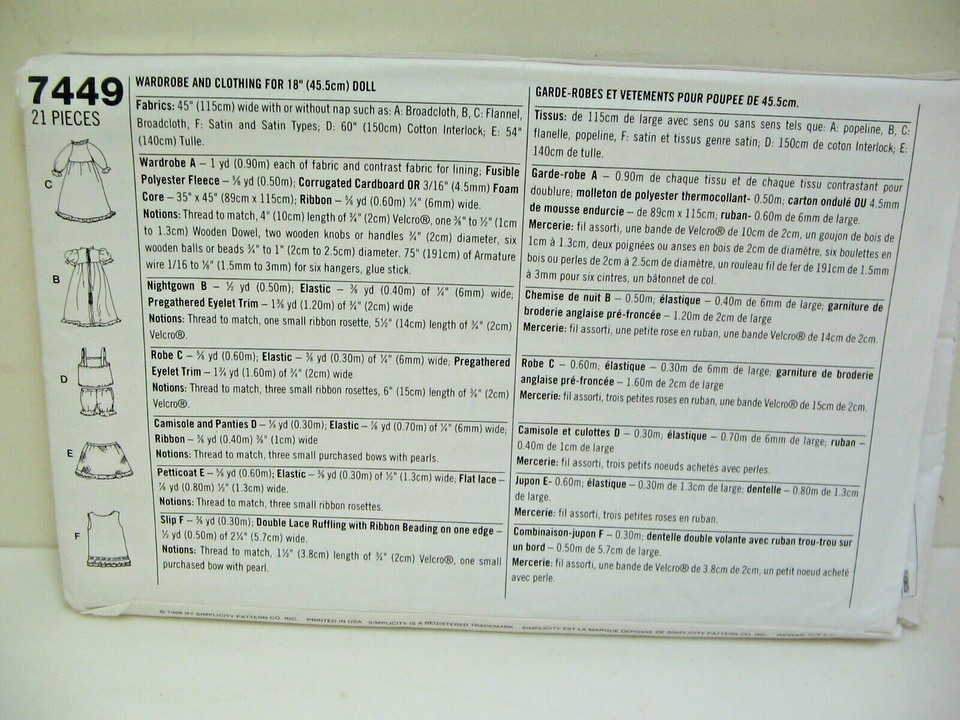 7449
21 PIECES
C
B
D
E
F
WARDROBE AND CLOTHING FOR 18" (45.5cm) DOLL
Fabrics: 45" (115cm) wide with or without nap such as: A: Broadcloth, B, C: Flannel,
Broadcloth, F: Satin and Satin Types; D: 60" (150cm) Cotton Interlock; E: 54"
(140cm) Tulle.
Wardrobe A – 1 yd (0.90m) each of fabric and contrast fabric for lining; Fusible
Polyester Fleece – ⅝ yd (0.50m); Corrugated Cardboard OR 3/16" (4.5mm) Foam
Core – 35" x 45" (89cm x 115cm); Ribbon – ⅝ yd (0.60m) ¼" (6mm) wide.
Notions: Thread to match, 4" (10cm) length of ¾" (2cm) Velcro®, one ⅜" to ½" (1cm
to 1.3cm) Wooden Dowel, two wooden knobs or handles ¾" (2cm) diameter, six
wooden balls or beads ¾" to 1" (2cm to 2.5cm) diameter. 75" (191cm) of Armature
wire 1/16 to ⅛" (1.5mm to 3mm) for six hangers, glue stick.
Nightgown B – ½ yd (0.50m); Elastic – ⅜ yd (0.40m) of ¼" (6mm) wide;
Pregathered Eyelet Trim – 1⅜ yd (1.20m) of ¾" (2cm) wide
Notions: Thread to match, one small ribbon rosette, 5½" (14cm) length of ¾" (2cm)
Velcro®.
Robe C – ⅝ yd (0.60m); Elastic – ⅜ yd (0.30m) of ¼" (6mm) wide; Pregathered
Eyelet Trim – 1¾ yd (1.60m) of ¾" (2cm) wide
Notions: Thread to match, three small ribbon rosettes, 6" (15cm) length of ¾" (2cm)
Velcro®.
Camisole and Panties D – ¼ yd (0.30m); Elastic – ⅞ yd (0.70m) of ¼" (6mm) wide;
Ribbon – ⅜ yd (0.40m) ⅜" (1cm) wide
Notions: Thread to match, three small purchased bows with pearls.
Petticoat E – ⅝ yd (0.60m); Elastic – ⅜ yd (0.30m) of ½" (1.3cm) wide; Flat lace –
⅞ yd (0.80m) ½" (1.3cm) wide.
Notions: Thread to match, three small ribbon rosettes.
Slip F – ⅜ yd (0.30m); Double Lace Ruffling with Ribbon Beading on one edge –
½ yd (0.50m) of 2¼" (5.7cm) wide.
Notions: Thread to match, 1½" (3.8cm) length of ¾" (2cm) Velcro®, one small
purchased bow with pearl.
GARDE-ROBES ET VETEMENTS POUR POUPEE DE 45.5cm.
Tissus: de 115cm de large avec sens ou sans sens tels que: A: popeline, B, C:
flanelle, popeline, F: satin et tissus genre satin; D: 150cm de coton Interlock; E:
140cm de tulle.
Garde-robe A – 0.90m de chaque tissu et de chaque tissu contrastant pour
doublure; molleton de polyester thermocollant- 0.50m; carton ondulé OU 4.5mm
de mousse endurcie – de 89cm x 115cm; ruban- 0.60m de 6mm de large.
Mercerie: fil assorti, une bande de Velcro® de 10cm de 2cm, un goujon de bois de
1cm à 1.3cm, deux poignées ou anses en bois de 2cm de diamètre, six boulettes en
bois ou perles de 2cm à 2.5cm de diamètre, un rouleau fil de fer de 191cm de 1.5mm
à 3mm pour six cintres, un bâtonnet de col.
Chemise de nuit B – 0.50m; élastique – 0.40m de 6mm de large; garniture de
broderie anglaise pré-froncée – 1.20m de 2cm de large
Mercerie: fil assorti, une petite rose en ruban, une bande Velcro® de 14cm de 2cm.
Robe C – 0.60m; élastique – 0.30m de 6mm de large; garniture de broderie
anglaise pré-froncée – 1.60m de 2cm de large
Mercerie: fil assorti, trois petites roses en ruban, une bande Velcro® de 15cm de 2cm.
Camisole et culottes D – 0.30m; élastique – 0.70m de 6mm de large; ruban –
0.40m de 1cm de large
Mercerie: fil assorti, trois petits noeuds achetés avec perles.
Jupon E- 0.60m; élastique – 0.30m de 1.3cm de large; dentelle – 0.80m de 1.3cm
de large.
Mercerie: fil assorti, trois petites roses en ruban.
Combinaison-jupon F – 0.30m; dentelle double volante avec ruban trou-trou sur
un bord – 0.50m de 5.7cm de large.
Mercerie: fil assorti, une bande de Velcro® de 3.8cm de 2cm, un petit noeud acheté
avec perle.
© 1996 BY SIMPLICITY PATTERN CO. INC. PRINTED IN USA SIMPLICITY IS A REGISTERED TRADEMARK SIMPLICITY EST LA MARQUE DEPOSEE DE SIMPLICITY PATTERN CO. INC.